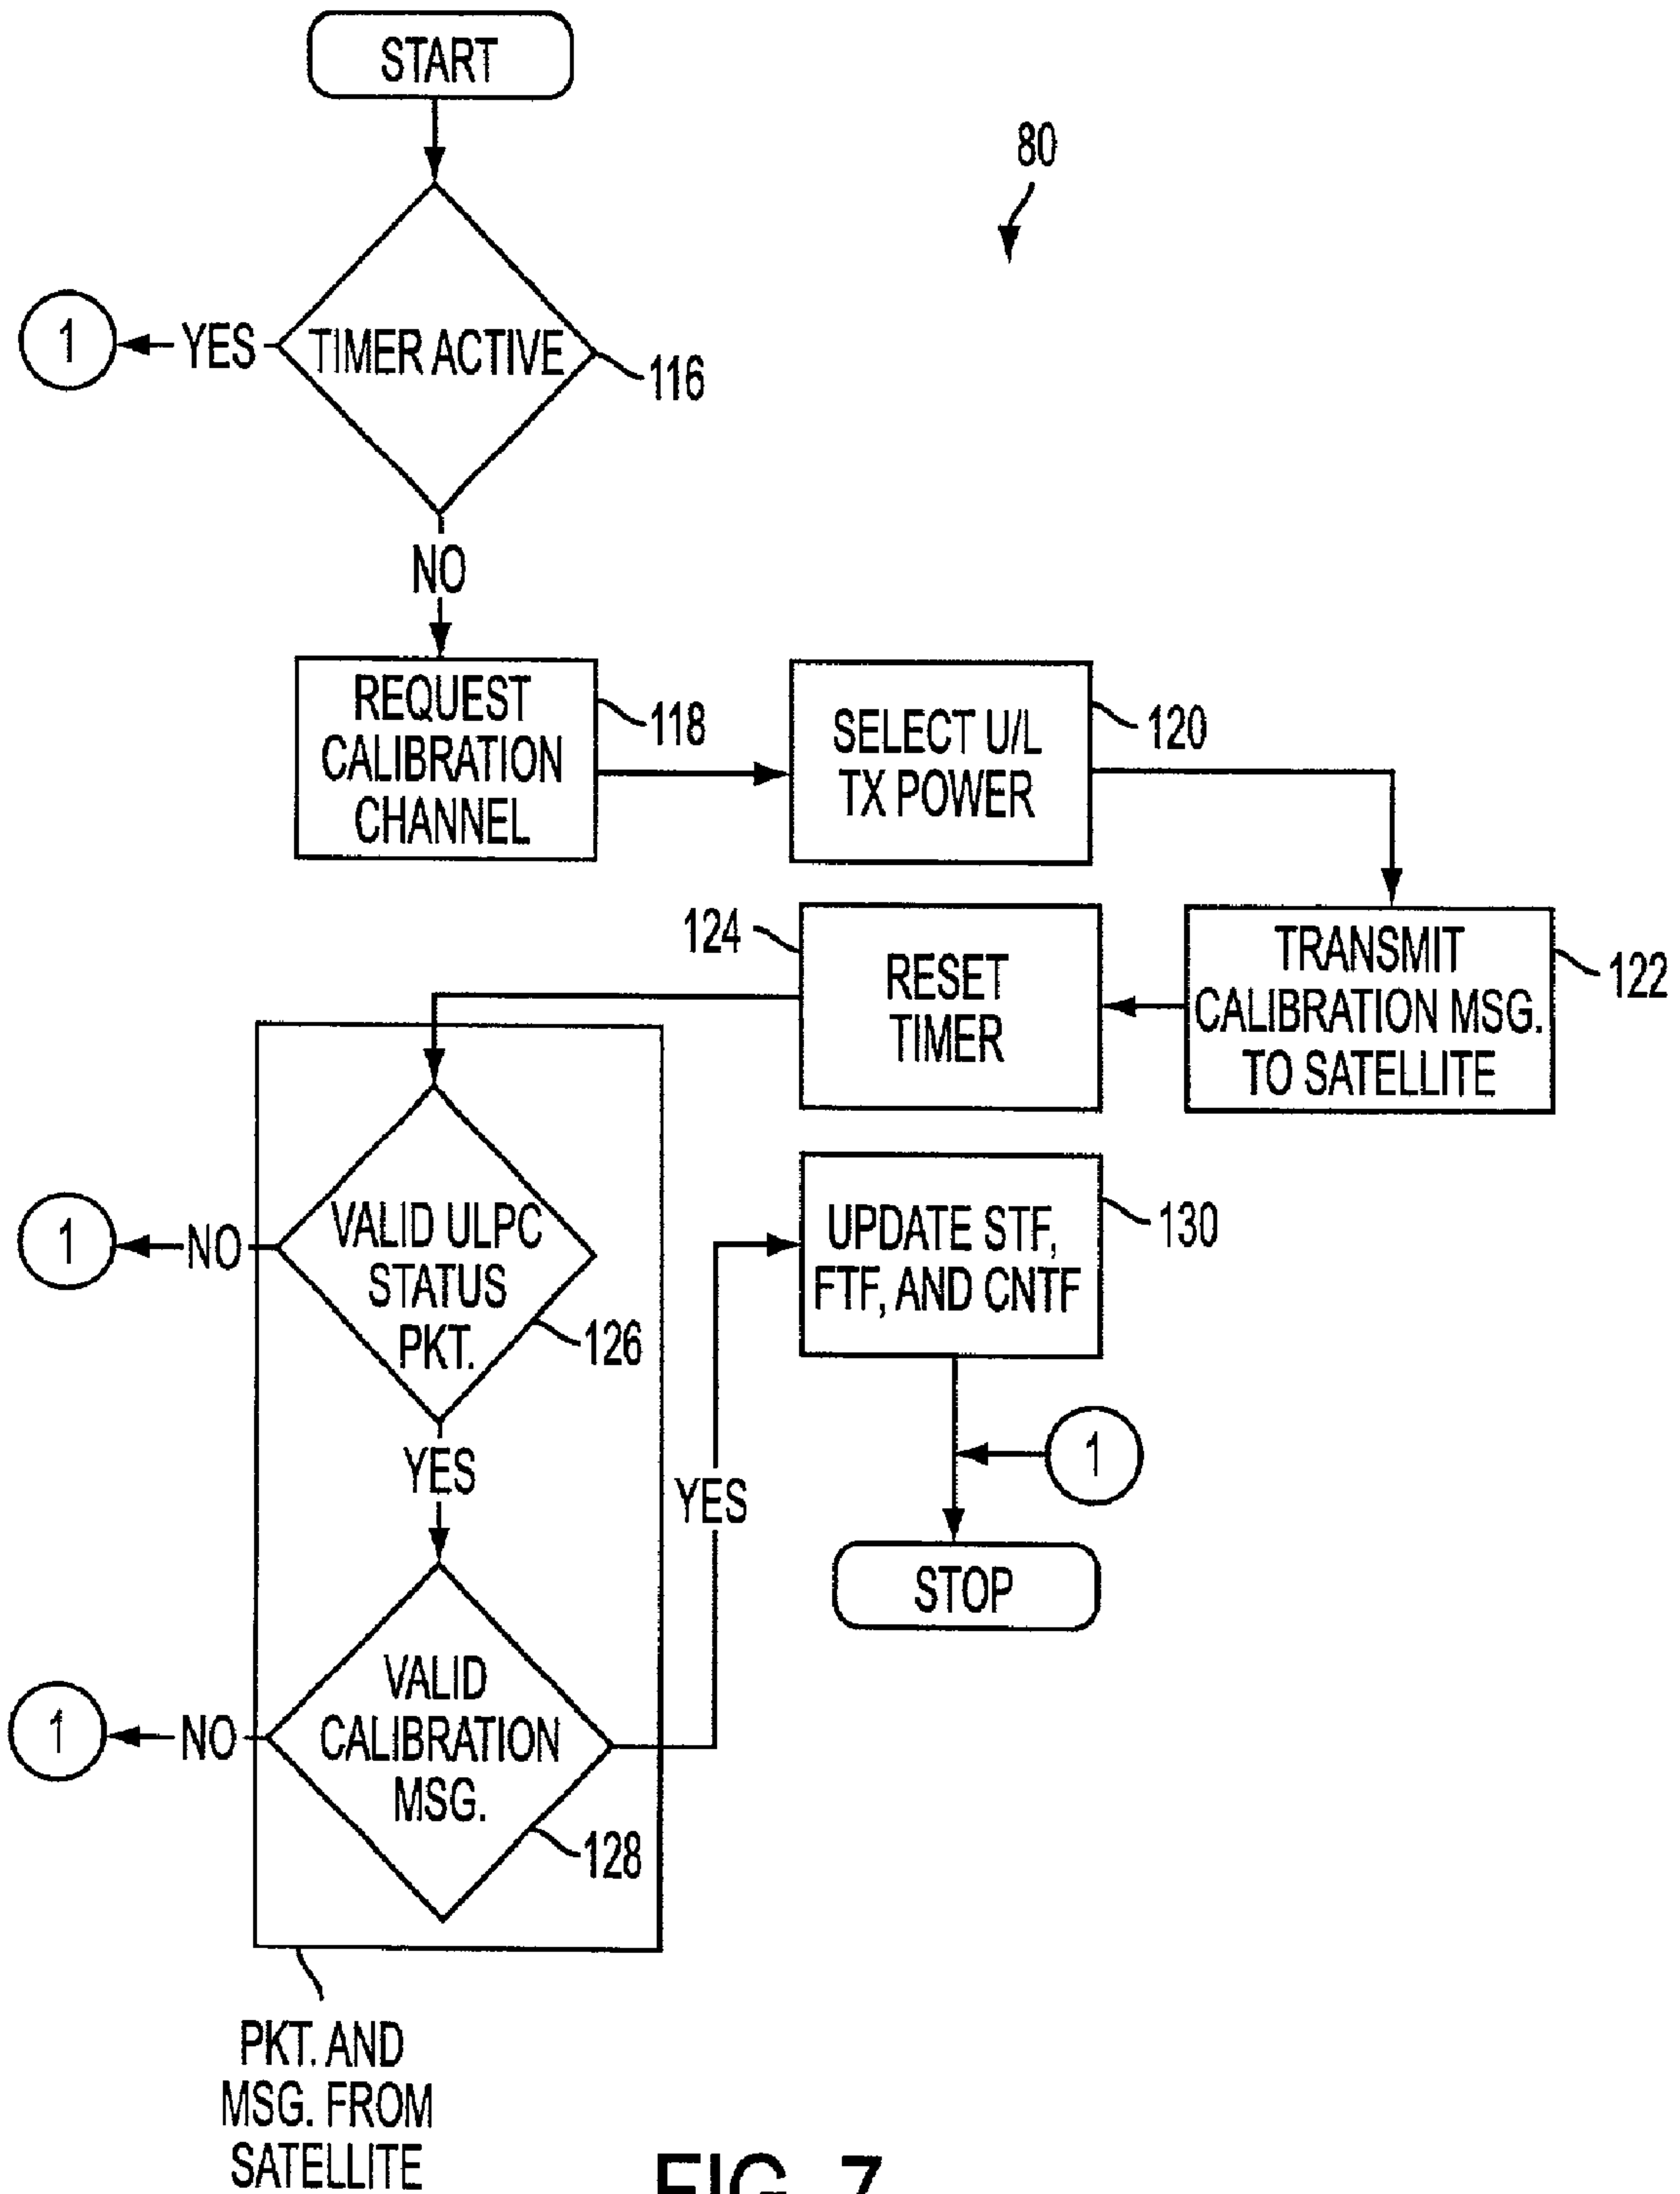 START
80
1
YES
TIMER ACTIVE
116
NO
REQUEST
CALIBRATION
CHANNEL
118
SELECT U/L
TX POWER
120
TRANSMIT
CALIBRATION MSG.
TO SATELLITE
122
124
RESET
TIMER
1
NO
VALID ULPC
STATUS
PKT.
126
YES
UPDATE STF,
FTF, AND CNTF
130
YES
1
STOP
1
NO
VALID
CALIBRATION
MSG.
128
PKT. AND
MSG. FROM
SATELLITE
FIG. 7